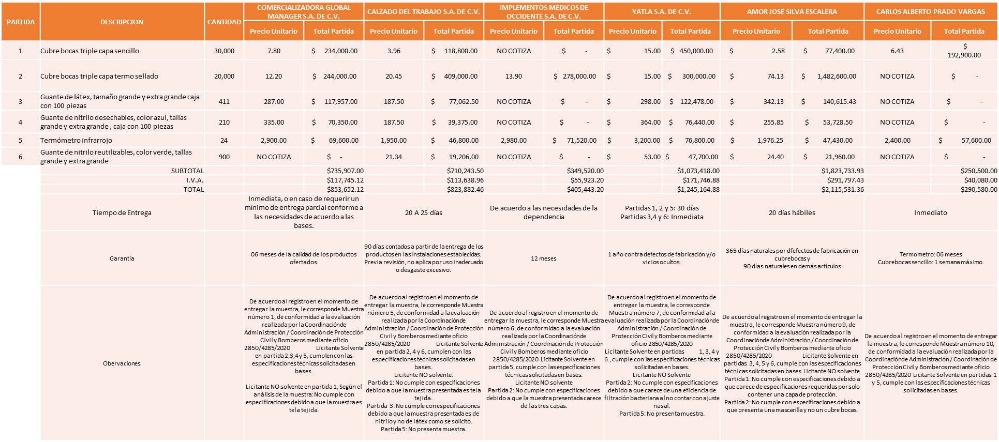 PARTIDA
DESCRIPCION
CANTIDAD
COMERCIALIZADORA GLOBAL
MANAGER S.A. DE C.V.
CALZADO DEL TRABAJO S.A. DE C.V.
IMPLEMENTOS MEDICOS DE
OCCIDENTE S.A. DE C.V.
YATLA S.A. DE C.V.
AMOR JOSE SILVA ESCALERA
CARLOS ALBERTO PRADO VARGAS
Precio Unitario Total Partida Precio Unitario Total Partida Precio Unitario Total Partida Precio Unitario Total Partida Precio Unitario Total Partida Precio Unitario Total Partida
1 Cubre bocas triple capa sencillo 30,000 7.80 $ 234,000.00 3.96 $ 118,800.00 NO COTIZA $ - $ 15.00 $ 450,000.00 $ 2.58 $ 77,400.00 6.43 $
192,900.00
2 Cubre bocas triple capa termo sellado 20,000 12.20 $ 244,000.00 20.45 $ 409,000.00 13.90 $ 278,000.00 $ 15.00 $ 300,000.00 $ 74.13 $ 1,482,600.00 NO COTIZA $ -
3 Guante de látex, tamaño grande y extra grande caja
con 100 piezas 411 287.00 $ 117,957.00 187.50 $ 77,062.50 NO COTIZA $ - $ 298.00 $ 122,478.00 $ 342.13 $ 140,615.43 NO COTIZA $ -
4 Guante de nitrilo desechables, color azul, tallas
grande y extra grande , caja con 100 piezas 210 335.00 $ 70,350.00 187.50 $ 39,375.00 NO COTIZA $ - $ 364.00 $ 76,440.00 $ 255.85 $ 53,728.50 NO COTIZA $ -
5 Termómetro infrarrojo 24 2,900.00 $ 69,600.00 1,950.00 $ 46,800.00 2,980.00 $ 71,520.00 $ 3,200.00 $ 76,800.00 $ 1,976.25 $ 47,430.00 2,400.00 $ 57,600.00
6 Guante de nitrilo reutilizables, color verde, tallas
grande y extra grande 900 NO COTIZA $ - 21.34 $ 19,206.00 NO COTIZA $ - $ 53.00 $ 47,700.00 $ 24.40 $ 21,960.00 NO COTIZA $ -
SUBTOTAL $735,907.00 $710,243.50 $349,520.00 $1,073,418.00 $1,823,733.93 $250,500.00
I.V.A. $117,745.12 $113,638.96 $55,923.20 $171,746.88 $291,797.43 $40,080.00
TOTAL $853,652.12 $823,882.46 $405,443.20 $1,245,164.88 $2,115,531.36 $290,580.00
Tiempo de Entrega
Inmediata, o en caso de requerir un
mínimo de entrega parcial conforme a
las necesidades de acuerdo a las
bases.
20 A 25 días
De acuerdo a las necesidades de la
dependencia
Partidas 1, 2 y 5: 30 días
Partidas 3,4 y 6: Inmediata
20 días hábiles
Inmediato
Garantía
06 meses de la calidad de los productos
ofertados.
90 días contados a partir de la entrega de los
productos en las instalaciones establecidas.
Previa revisión, no aplica por uso inadecuado
o desgaste excesivo.
12 meses
1 año contra defectos de fabricación y/o
vicios ocultos.
365 días naturales por dfefectos de fabricación en
cubrebocas y
90 días naturales en demás artículos
Termometro: 06 meses
Cubrebocas sencillo: 1 semana máximo.
Obervaciones
De acuerdo al registro en el momento de
entregar la muestra, le corresponde Muestra
número 1, de conformidad a la evaluación
realizada por la Coordinación de
Administración / Coordinación de Protección
Civil y Bomberos mediante oficio
2850/4285/2020 Licitante Solvente
en partida 2,3,4 y 5, cumplen con las
especificaciones técnicas solicitadas en
bases.
Licitante NO solvente en partida 1, Según el
análisis de la muestra: No cumple con
especificaciones debido a que la muestra es
tela tejida.
De acuerdo al registro en el momento de
entregar la muestra, le corresponde Muestra
número 5, de conformidad a la evaluación
realizada por la Coordinación de
Administración / Coordinación de Protección
Civil y Bomberos mediante oficio
2850/4285/2020 Licitante Solvente
en partida 2, 4 y 6, cumplen con las
especificaciones técnicas solicitadas en
bases.
Licitante NO solvente:
Partida 1: No cumple con especificaciones
debido a que la muestra presentada es tela
tejida.
Partida 3: No cumple con especificaciones
debido a que la muestra presentada es de
nitrilo y no de látex como se solicitó.
Partida 5: No presenta muestra.
De acuerdo al registro en el momento de
entregar la muestra, le corresponde Muestra
número 6, de conformidad a la evaluación
realizada por la Coordinación de
Administración / Coordinación de Protección
Civil y Bomberos mediante oficio
2850/4285/2020 Licitante Solvente en
partida 5, cumple con las especificaciones
técnicas solicitadas en bases.
Licitante NO solvente
Partida 2: No cumple con especificaciones
debido a que la muestra presentada carece
de las tres capas.
De acuerdo al registro en el momento de
entregar la muestra, le corresponde
Muestra número 7, de conformidad a la
evaluación realizada por la Coordinación de
Administración / Coordinación de
Protección Civil y Bomberos mediante
oficio 2850/4285/2020
Licitante Solvente en partidas 1, 3, 4 y
6., cumple con las especificaciones técnicas
solicitadas en bases.
Licitante NO Solvente
Partida 2: No cumple con especificaciones
debido a que carece de una eficiencia de
filtración bacteriana al no contar con ajuste
nasal.
Partida 5: No presenta muestra.
De acuerdo al registro en el momento de entregar la
muestra, le corresponde Muestra número 9, de
conformidad a la evaluación realizada por la
Coordinación de Administración / Coordinación de
Protección Civil y Bomberos mediante oficio
2850/4285/2020 Licitante Solvente en
partidas 3, 4, 5 y 6, cumple con las especificaciones
técnicas solicitadas en bases. Licitante NO solvente
Partida 1: No cumple con especificaciones debido a
que carece de especificaciones requeridas por solo
contener una capa de protección.
Partida 2: No cumple con especificaciones debido a
que presenta una mascarilla y no un cubre bocas.
De acuerdo al registro en el momento de entregar
la muestra, le corresponde Muestra número 10,
de conformidad a la evaluación realizada por la
Coordinación de Administración / Coordinación de
Protección Civil y Bomberos mediante oficio
2850/4285/2020 Licitante Solvente en partidas 1
y 5, cumple con las especificaciones técnicas
solicitadas en bases.